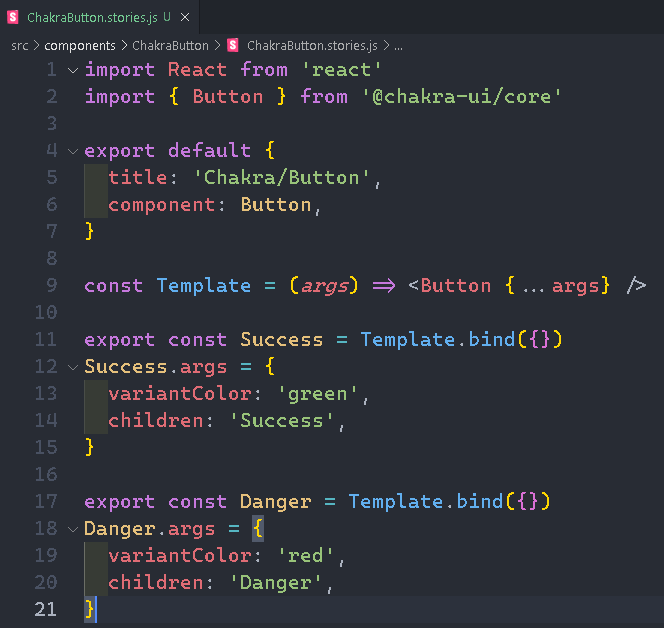 ChakraButton.stories.js U ×
src > components > ChakraButton > ChakraButton.stories.js > ...
1 import React from 'react'
2 import { Button } from '@chakra-ui/core'
3
4 export default {
5 title: 'Chakra/Button',
6 component: Button,
7 }
8
9 const Template = (args) => <Button {...args} />
10
11 export const Success = Template.bind({})
12 Success.args = {
13 variantColor: 'green',
14 children: 'Success',
15 }
16
17 export const Danger = Template.bind({})
18 Danger.args = {
19 variantColor: 'red',
20 children: 'Danger',
21 }